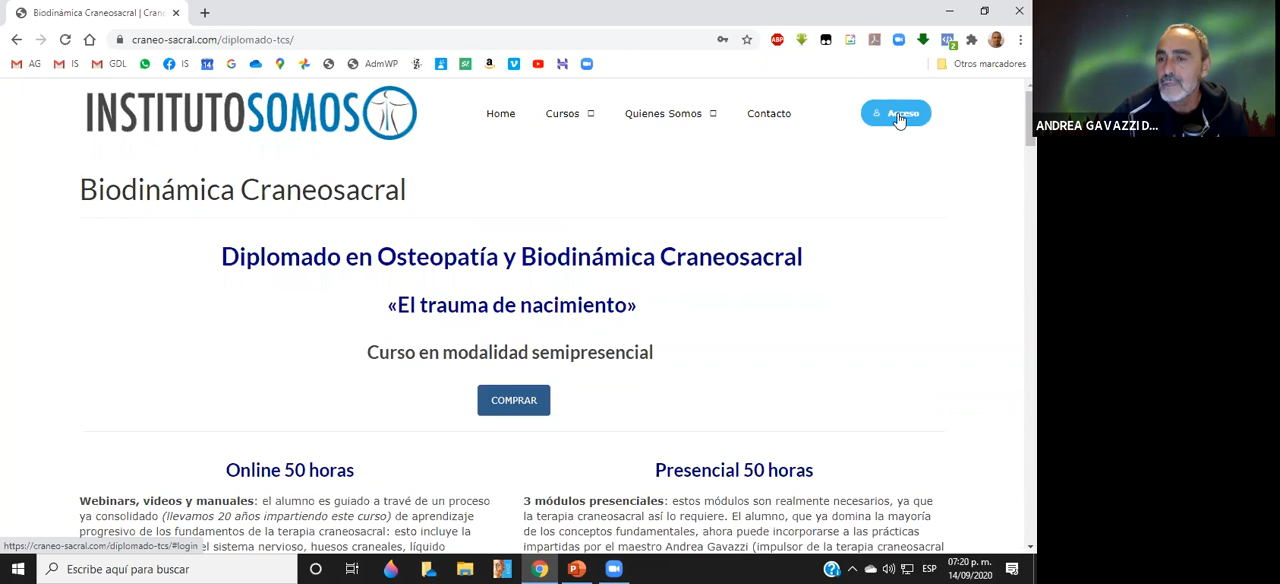 Biodinámica Craneosacral | Cran
craneo-sacral.com/diplomado-tcs/
AG
IS
GDL
IS
AdmWP
Otros marcadores
INSTITUTOSOMOS
Home
Cursos
Quienes Somos
Contacto
Acceso
ANDREA GAVAZZI D...
Biodinámica Craneosacral
Diplomado en Osteopatía y Biodinámica Craneosacral
«El trauma de nacimiento»
Curso en modalidad semipresencial
COMPRAR
Online 50 horas
Webinars, videos y manuales: el alumno es guiado a travé de un proceso
ya consolidado (llevamos 20 años impartiendo este curso) de aprendizaje
progresivo de los fundamentos de la terapia craneosacral: esto incluye la
el sistema nervioso, huesos craneales, líquido
Presencial 50 horas
3 módulos presenciales: estos módulos son realmente necesarios, ya que
la terapia craneosacral así lo requiere. El alumno, que ya domina la mayoría
de los conceptos fundamentales, ahora puede incorporarse a las prácticas
impartidas por el maestro Andrea Gavazzi (impulsor de la terapia craneosacral
https://craneo-sacral.com/diplomado-tcs/#login
Escribe aquí para buscar
ESP
07:20 p. m.
14/09/2020